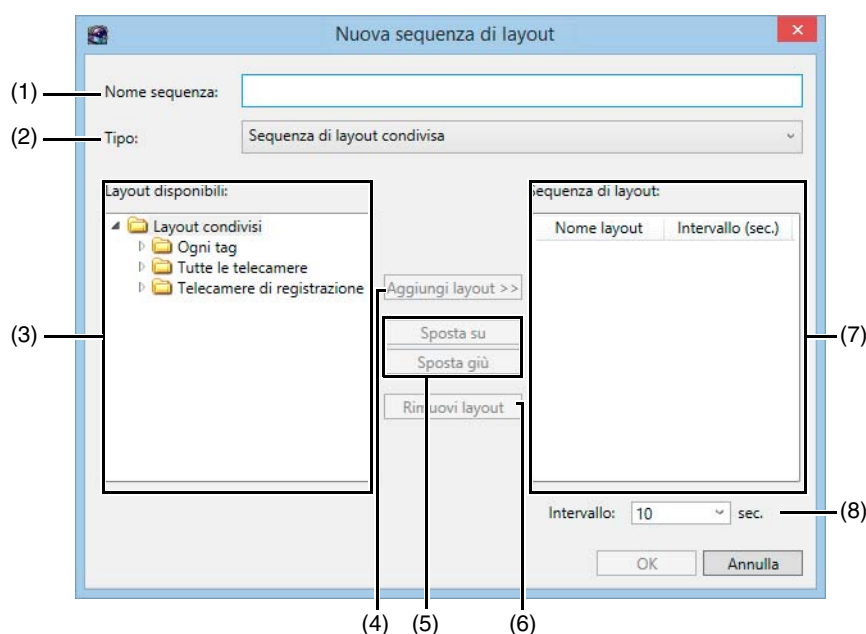 Nuova sequenza di layout
(1)
Nome sequenza:
(2)
Tipo:
Sequenza di layout condivisa
(3)
Layout disponibili:
Layout condivisi
Ogni tag
Tutte le telecamere
Telecamere di registrazione
Aggiungi layout >>
Sposta su
Sposta giù
Rimuovi layout
Sequenza di layout:
Nome layout
Intervallo (sec.)
(7)
Intervallo:
10
sec.
(8)
OK
Annulla
(4)
(5)
(6)